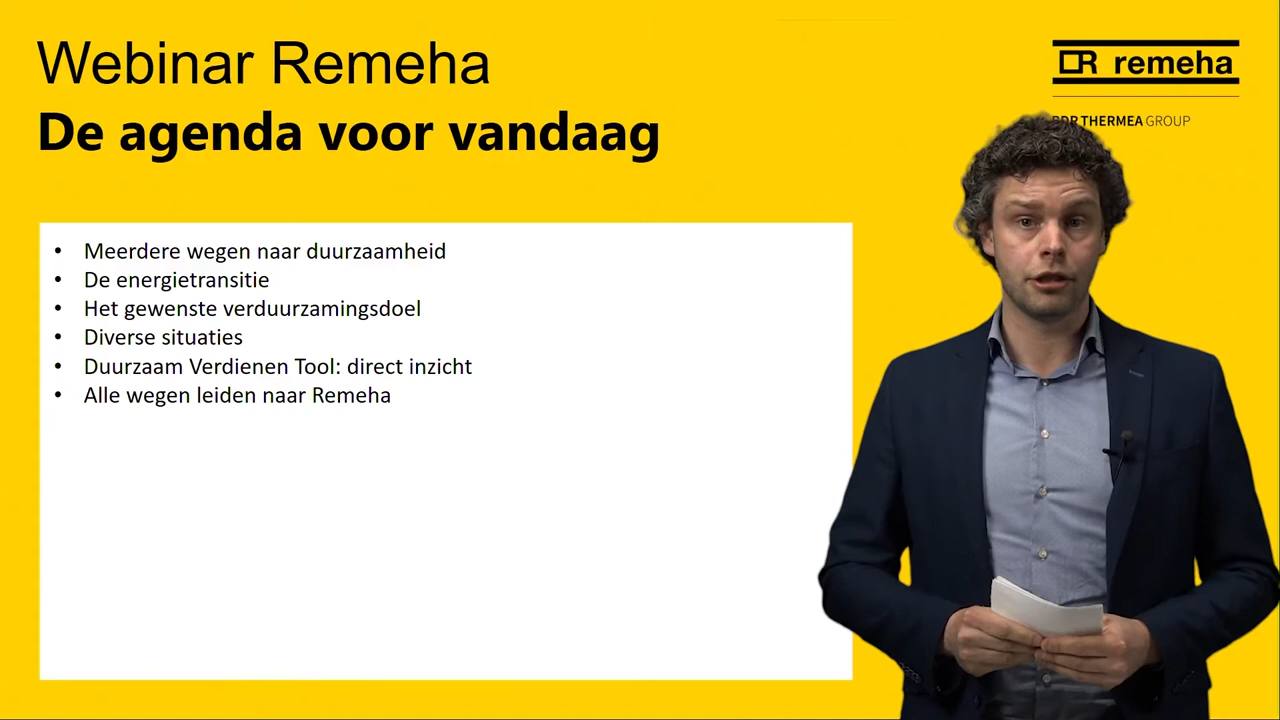 Webinar Remeha
De agenda voor vandaag
remeha
THERMEA GROUP
• Meerdere wegen naar duurzaamheid
• De energietransitie
• Het gewenste verduurzamingsdoel
• Diverse situaties
• Duurzaam Verdienen Tool: direct inzicht
• Alle wegen leiden naar Remeha